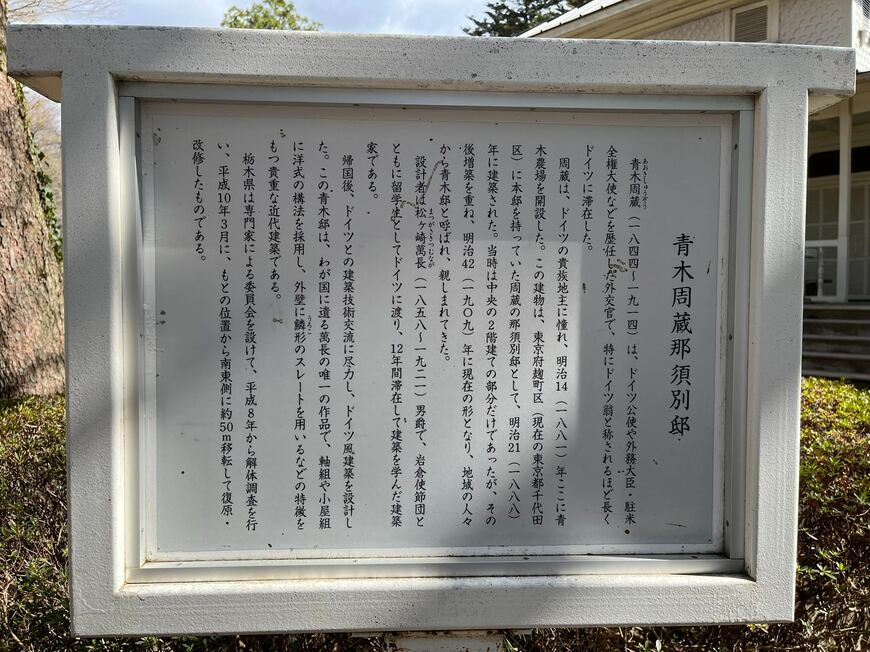 青木周蔵那須別邸
あおきしゅうぞう
青木周蔵(一八四四〜一九一四)は、ドイツ公使や外務大臣・駐米
全権大使などを歴任した外交官で、特にドイツ翁と称されるほど長く
ドイツに滞在した。
周蔵は、ドイツの貴族地主に憧れ、明治14(一八八一)年ここに青
木農場を開設した。この建物は、東京府麹町区(現在の東京都千代田
区)に本邸を持っていた周蔵の那須別邸として、明治21(一八八八)
年に建築された。当時は中央の2階建ての部分だけであったが、その
後増築を重ね、明治42(一九〇九)年に現在の形となり、地域の人々
から青木邸と呼ばれ、親しまれてきた。
まつがさきつむなが
設計者は松ヶ崎萬長(一八五八〜一九二一)男爵で、岩倉使節団と
ともに留学生としてドイツに渡り、12年間滞在して建築を学んだ建築
家である。
帰国後、ドイツとの建築技術交流に尽力し、ドイツ風建築を設計し
た。この青木邸は、わが国に遺る萬長の唯一の作品で、軸組や小屋組
うろこ
に洋式の構法を採用し、外壁に鱗形のスレートを用いるなどの特徴を
もつ貴重な近代建築である。
栃木県は専門家による委員会を設けて、平成8年から解体調査を行
い、平成10年3月に、もとの位置から南東側に約50m移転して復原・
改修したものである。